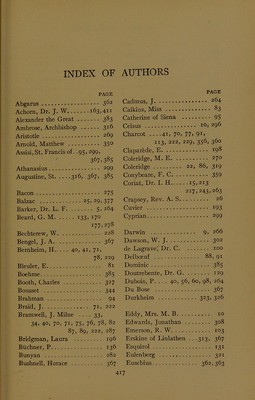 INDEX OF AUTHORS
PAGE
Abgarus 362
Achorn, Dr. J. W. 163, 411
Alexander the Great 383
Ambrose, Archbishop 316
Aristotle 269
Arnold, Matthew 350
Assisi, St. Francis of. 95, 299,
367, 385
Athanasius 299
Augustine, St. 316, 367, 385
Bacon 275
Balzac 25, 29, 377
Barker, Dr. L. F. 5, 264
Beard, G. M. 133, 170
177, 178
Bechterew, W. 228
Bengel, J. A. 367
Bernheim, H. 40, 41, 71,
78, 229
Bleuler, E. 81
Boehme 385
Booth, Charles 327
Bousset 342
Brahman 94
Braid, J. 71, 222
Bramwell, J. Milne 33,
34, 40, 70, 71, 75, 76, 78, 82
87, 89, 222, 287
Bridgman, Laura 196
Büchner, P. 136
Bunyan 282
Bushnell, Horace 367
PAGE
Cadmus, J. 264
Calkins, Miss 83
Catherine of Siena 95
Celsus 10, 296
Charcot 41, 70, 77, 91,
113, 222, 229, 356, 360
Claparède, E. 198
Coleridge, M. E. 270
Coleridge 22, 86, 319
Conybeare, F. C. 359
Coriat, Dr. I. H. 15, 213
217, 243, 263
Crapsey, Rev. A. S. 26
Cuvier 193
Cyprian 299
Darwin 9, 266
Dawson, W. J. 302
de Lagrave, Dr. C. 100
Delbœuf 88, 91
Dominic 385
Doutrebente, Dr. G. 129
Dubois, P. 40, 56, 60, 98, 264
Du Bose 367
Durkheim 323, 326
Eddy, Mrs. M. B. 10
Edwards, Jonathan 308
Emerson, R. W. 103
Erskine of Linlathen 313, 367
Esquirol 131
Eulenberg 321
Eusebius 362, 363
417